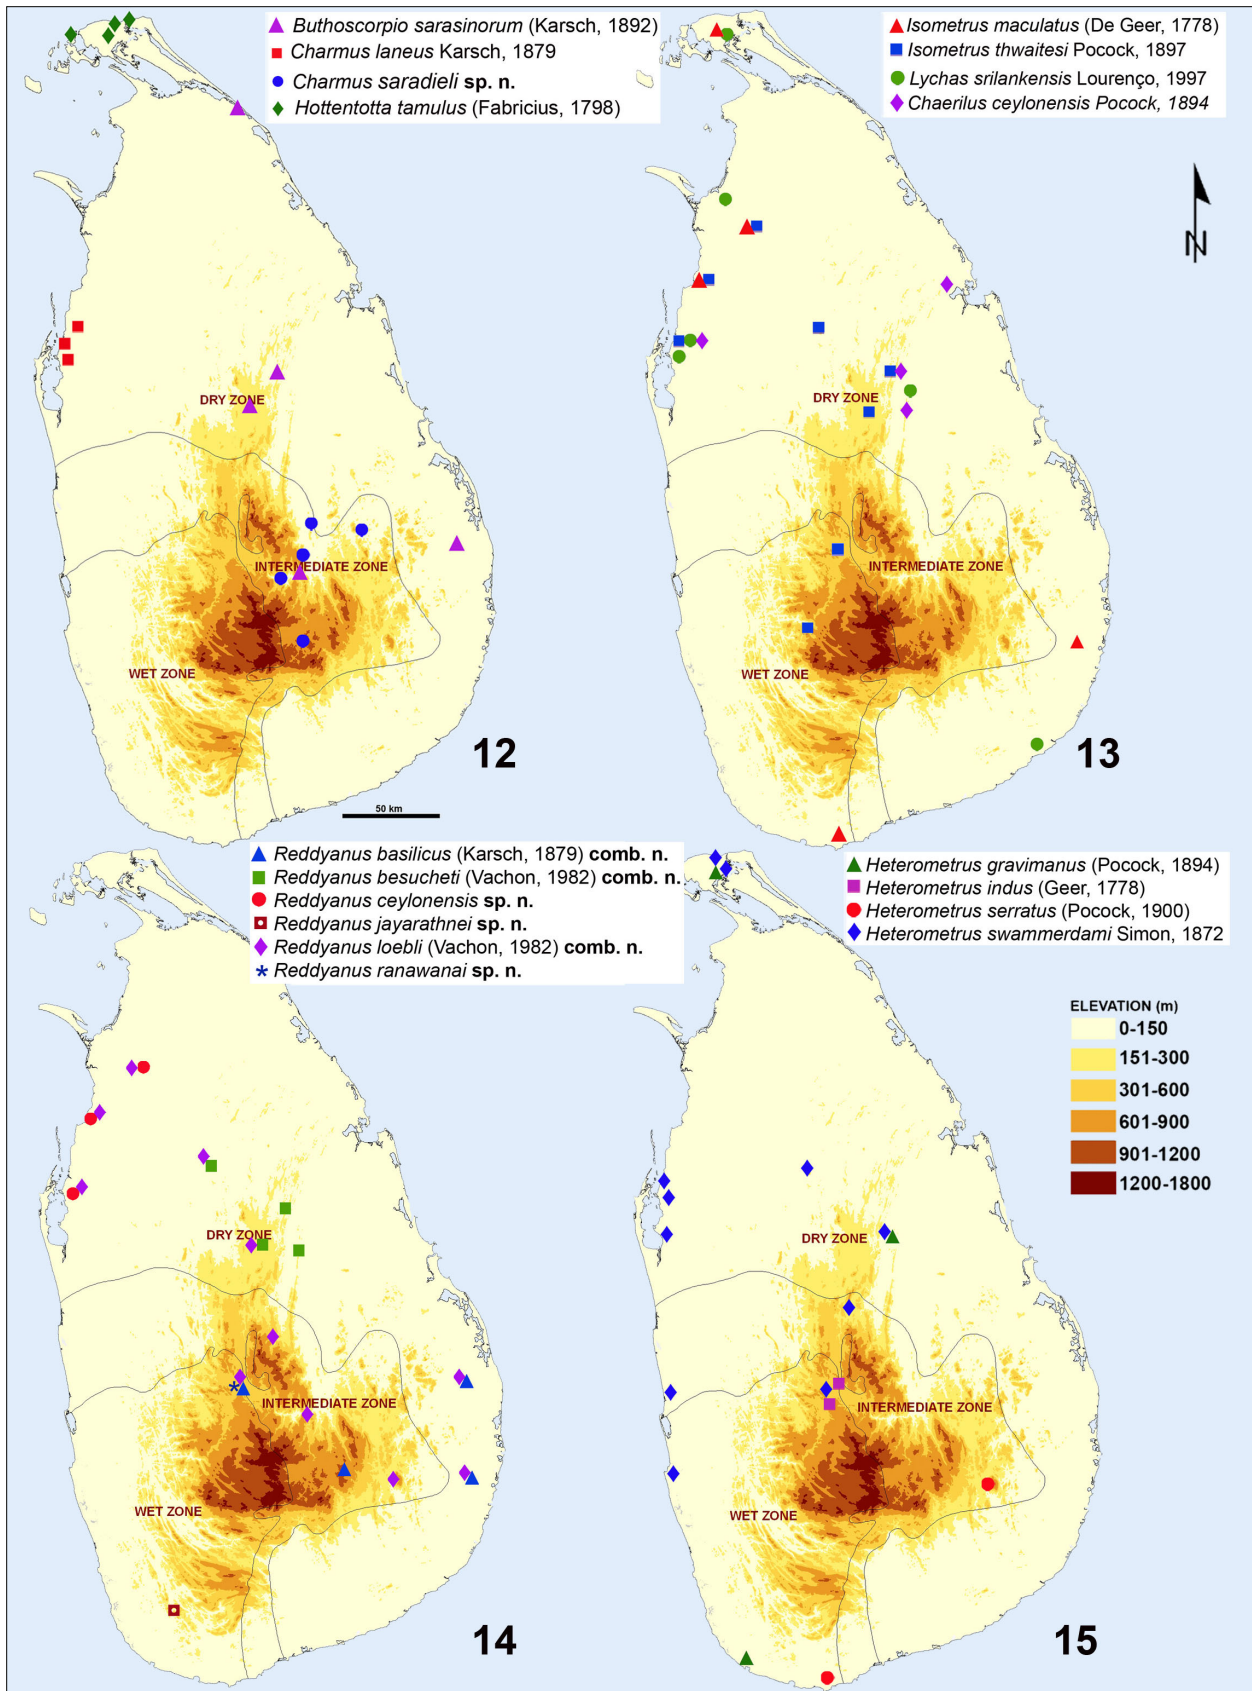 Buthoscorpio sarasinorum (Karsch, 1892)
Charmus laneus Karsch, 1879
Charmus saradieli sp. n.
Hottentotta tamulus (Fabricius, 1798)
DRY ZONE
INTERMEDIATE ZONE
WET ZONE
12
50 km
Isometrus maculatus (De Geer, 1778)
Isometrus thwaitesi Pocock, 1897
Lychas srilankensis Lourenço, 1997
Chaerilus ceylonensis Pocock, 1894
N
DRY ZONE
INTERMEDIATE ZONE
WET ZONE
13
Reddyanus basilicus (Karsch, 1879) comb. n.
Reddyanus besucheti (Vachon, 1982) comb. n.
Reddyanus ceylonensis sp. n.
Reddyanus jayarathnei sp. n.
Reddyanus loebli (Vachon, 1982) comb. n.
Reddyanus ranawanai sp. n.
DRY ZONE
INTERMEDIATE ZONE
WET ZONE
14
Heterometrus gravimanus (Pocock, 1894)
Heterometrus indus (Geer, 1778)
Heterometrus serratus (Pocock, 1900)
Heterometrus swammerdami Simon, 1872
ELEVATION (m)
0-150
151-300
301-600
601-900
901-1200
1200-1800
DRY ZONE
INTERMEDIATE ZONE
WET ZONE
15